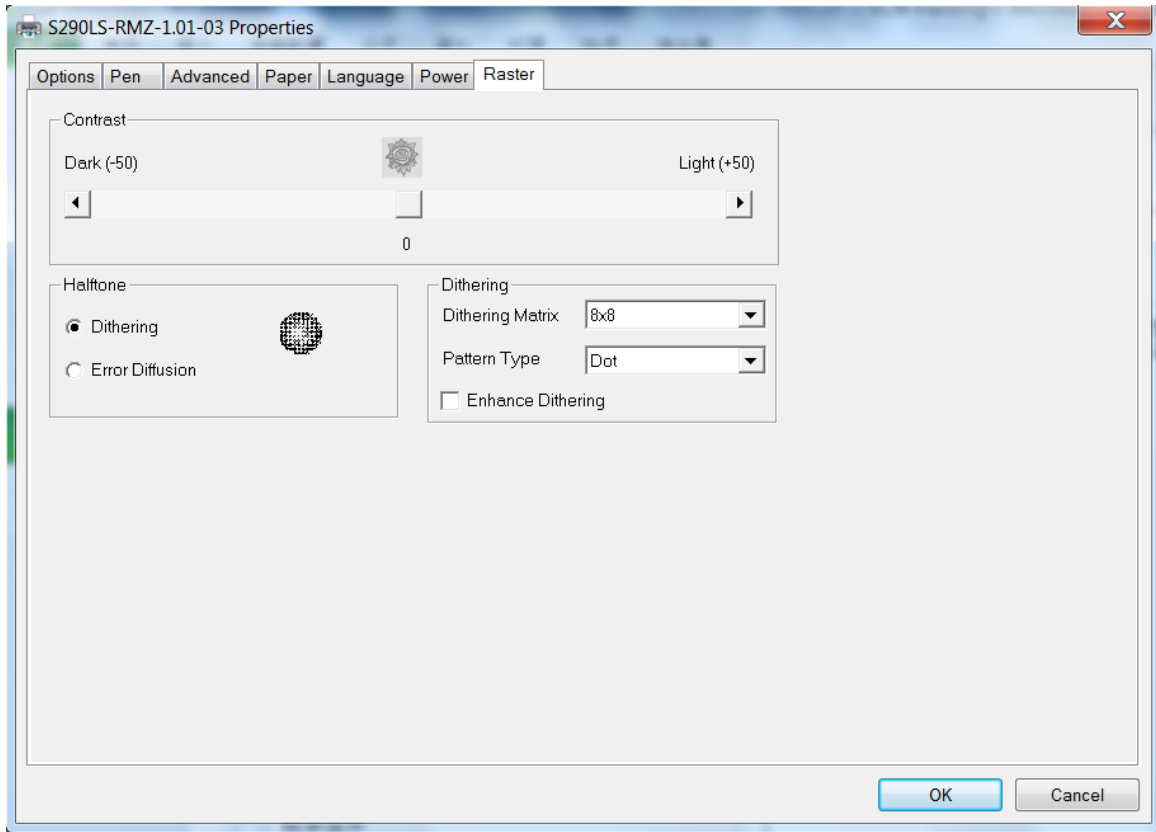 S290LS-RMZ-1.01-03 Properties
Options Pen Advanced Paper Language Power Raster
Contrast
Dark (-50) Light (+50)
0
Halftone
Dithering
Error Diffusion
Dithering
Dithering Matrix 8x8
Pattern Type Dot
Enhance Dithering
OK Cancel